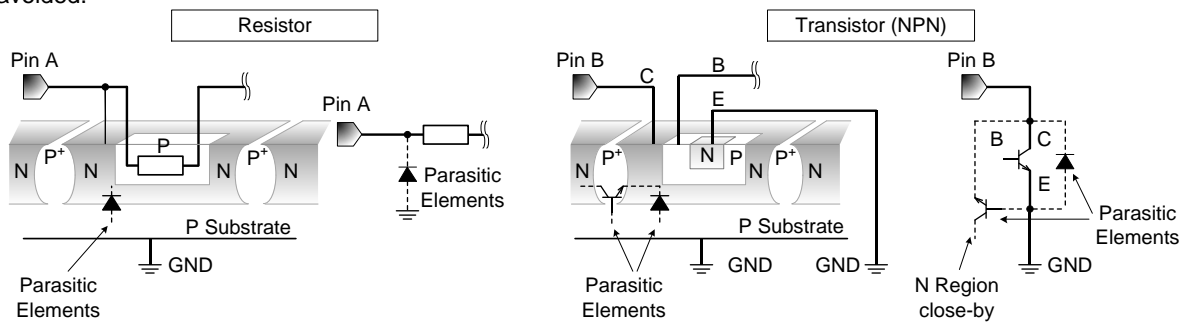 avoided.
Resistor
Transistor (NPN)
Pin A
Pin A
N
P+
N
P
N
P+
N
Parasitic
Elements
P Substrate
GND
Parasitic
Elements
Pin B
C
B
E
N
P+
N
N
P
N
P+
N
P Substrate
GND
GND
Parasitic
Elements
Pin B
B
C
E
Parasitic
Elements
GND
N Region
close-by